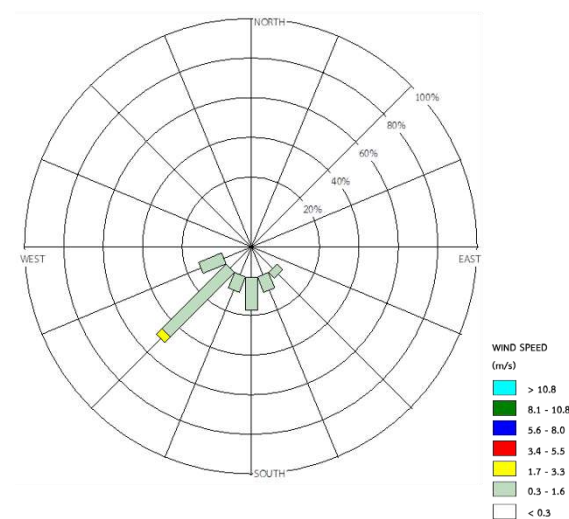 NORTH
100%
80%
60%
40%
20%
WEST
EAST
SOUTH
WIND SPEED
(m/s)
> 10.8
8.1 - 10.8
5.6 - 8.0
3.4 - 5.5
1.7 - 3.3
0.3 - 1.6
< 0.3